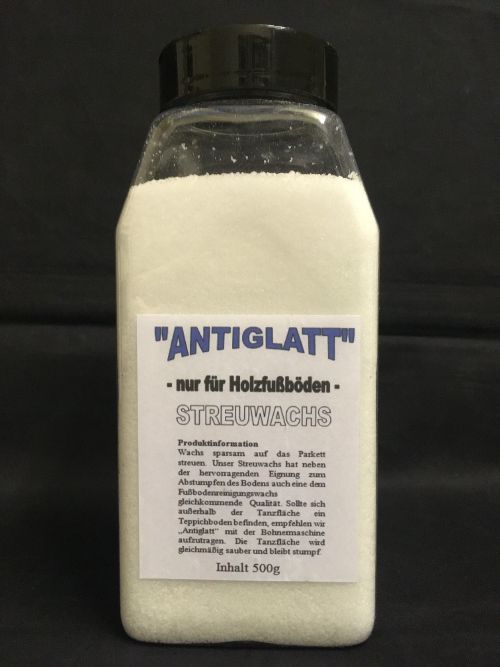 "ANTIGLATT"
- nur für Holzfußböden -
STREUWACHS
Produktinformation
Wachs sparsam auf das Parkett
streuen. Unser Streuwachs hat neben
der hervorragenden Eignung zum
Abstumpfen des Bodens auch eine dem
Fußbodenreinigungswachs
gleichkommende Qualität. Sollte sich
außerhalb der Tanzfläche ein
Teppichboden befinden, empfehlen wir
„Antiglatt“ mit der Bohnermaschine
aufzutragen. Die Tanzfläche wird
gleichmäßig sauber und bleibt stumpf.
Inhalt 500g